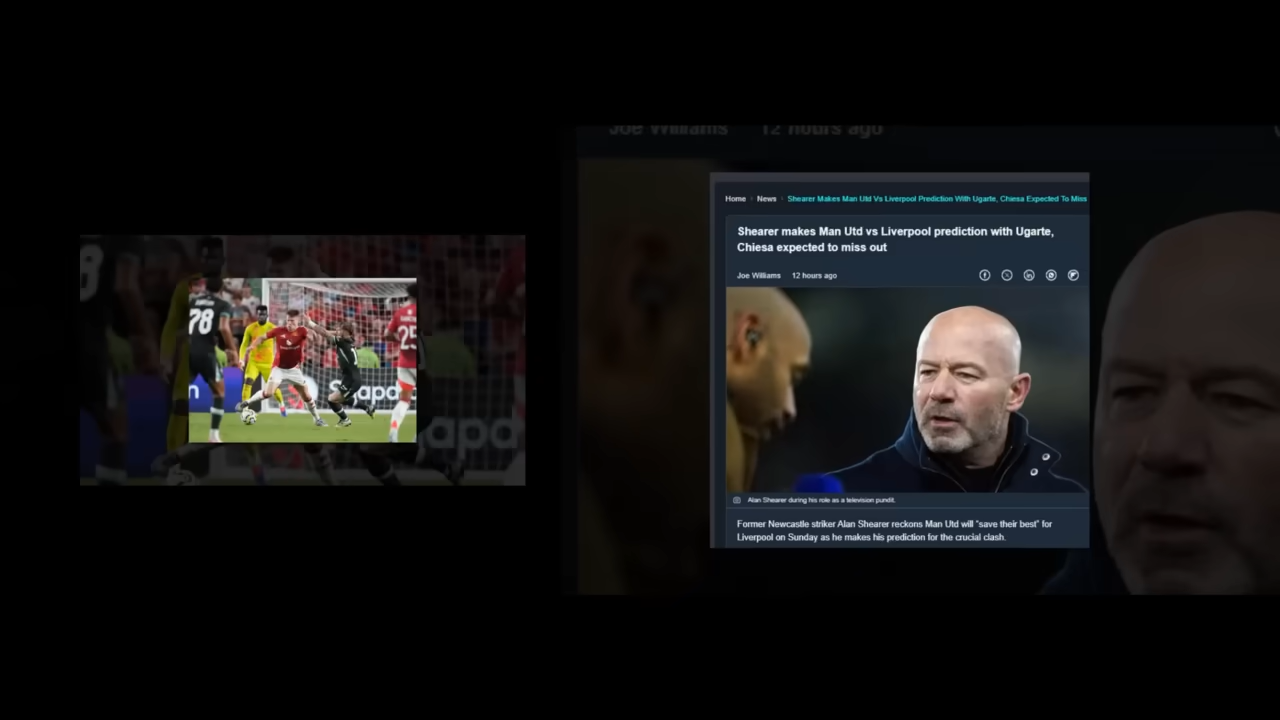 Joe Williams 12 hours ago
Home News Shearer Makes Man Utd Vs Liverpool Prediction With Ugarte, Chiesa Expected To Miss
Shearer makes Man Utd vs Liverpool prediction with Ugarte,
Chiesa expected to miss out
Joe Williams 12 hours ago
78
25
Alan Shearer during his role as a television pundit.
Former Newcastle striker Alan Shearer reckons Man Utd will "save their best" for
Liverpool on Sunday as he makes his prediction for the crucial clash.